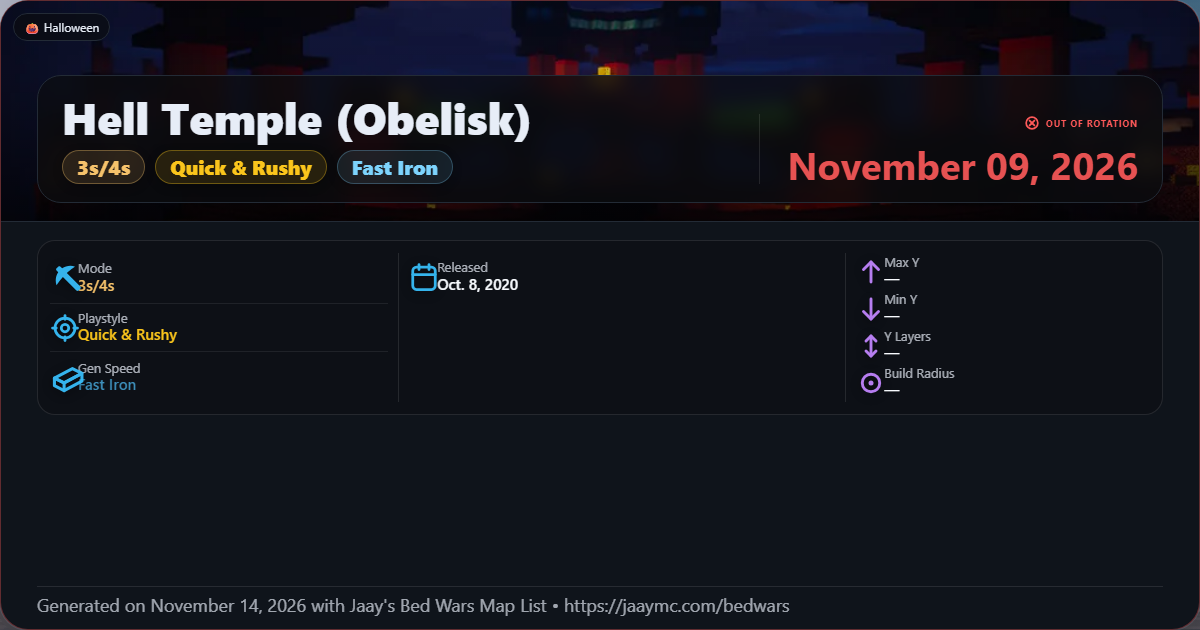 Halloween
Hell Temple (Obelisk)
3s/4s
Quick & Rushy
Fast Iron
OUT OF ROTATION
November 09, 2026
Mode
3s/4s
Playstyle
Quick & Rushy
Gen Speed
Fast Iron
Released
Oct. 8, 2020
Max Y
—
Min Y
—
Y Layers
—
Build Radius
—
Generated on November 14, 2026 with Jaay's Bed Wars Map List • https://jaaymc.com/bedwars